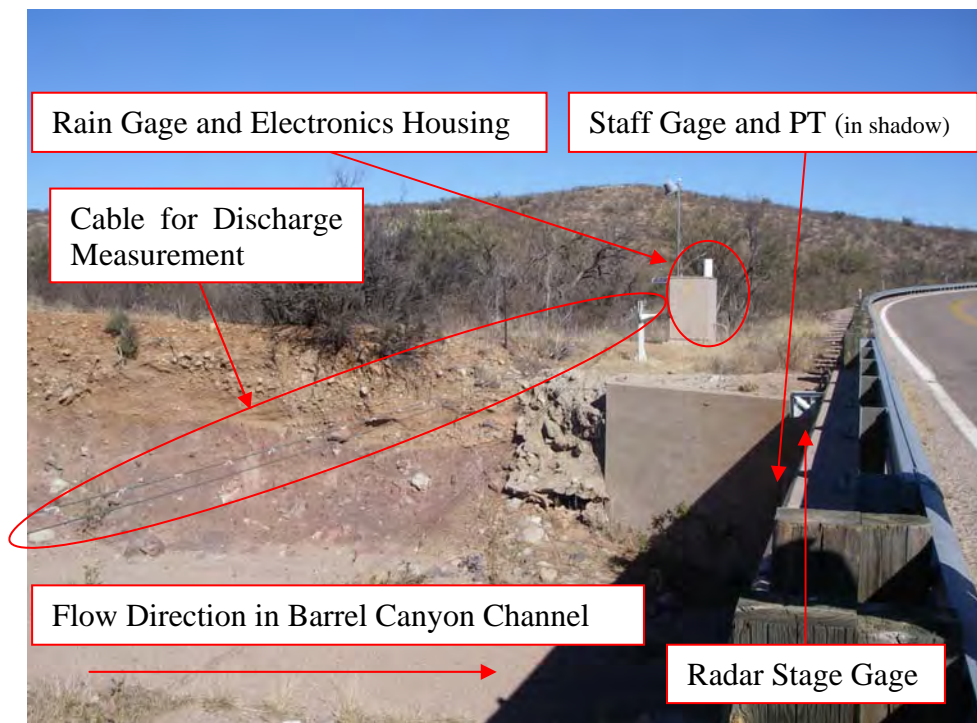 Rain Gage and Electronics Housing
Staff Gage and PT (in shadow)
Cable for Discharge
Measurement
Flow Direction in Barrel Canyon Channel
Radar Stage Gage